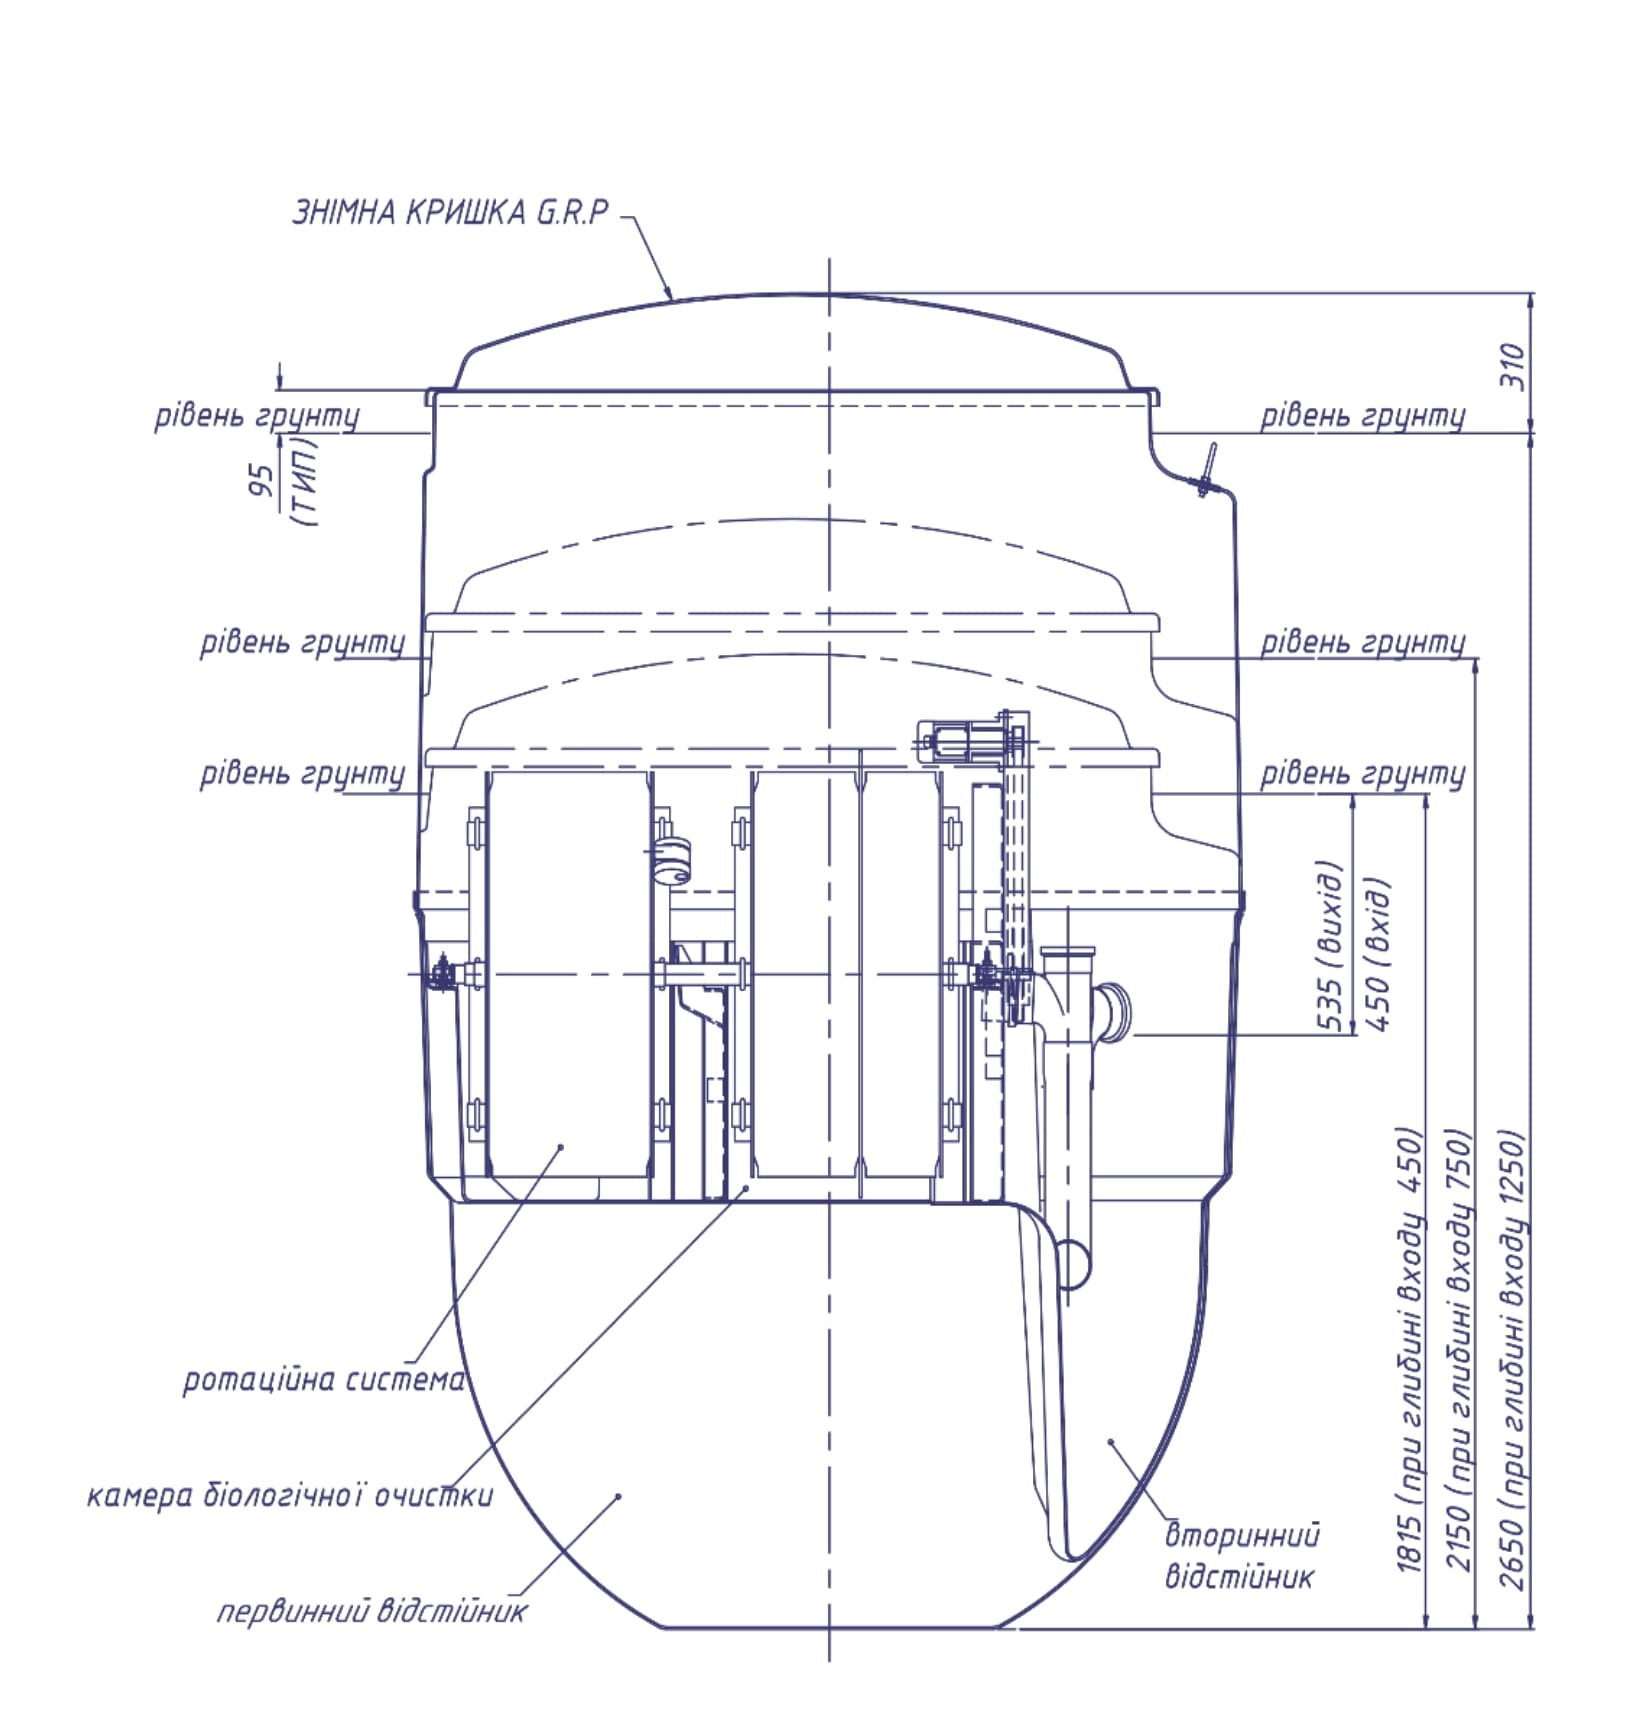 ЗНІМНА КРИШКА G.R.P
310
рівень грунту
рівень грунту
95
(ТИП)
рівень грунту
рівень грунту
рівень грунту
рівень грунту
535 (вихід)
450 (вхід)
1815 (при глибині входу 450)
2150 (при глибині входу 750)
2650 (при глибині входу 1250)
ротаційна система
камера біологічної очистки
вторинний
відстійник
первинний відстійник